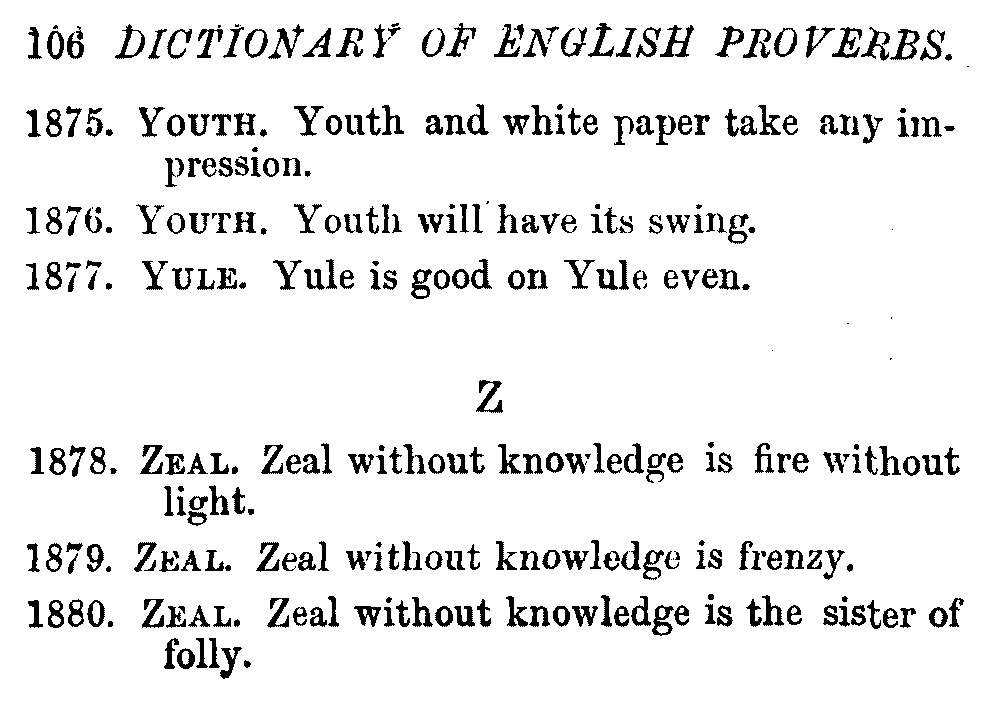 106 DICTIONARY OF ENGLISH PROVERBS.
1875. YOUTH. Youth and white paper take any im-
pression.
1876. YOUTH. Youth will have its swing.
1877. YULE. Yule is good on Yule even.
Z
1878. ZEAL. Zeal without knowledge is fire without
light.
1879. ZEAL. Zeal without knowledge is frenzy.
1880. ZEAL. Zeal without knowledge is the sister of
folly.